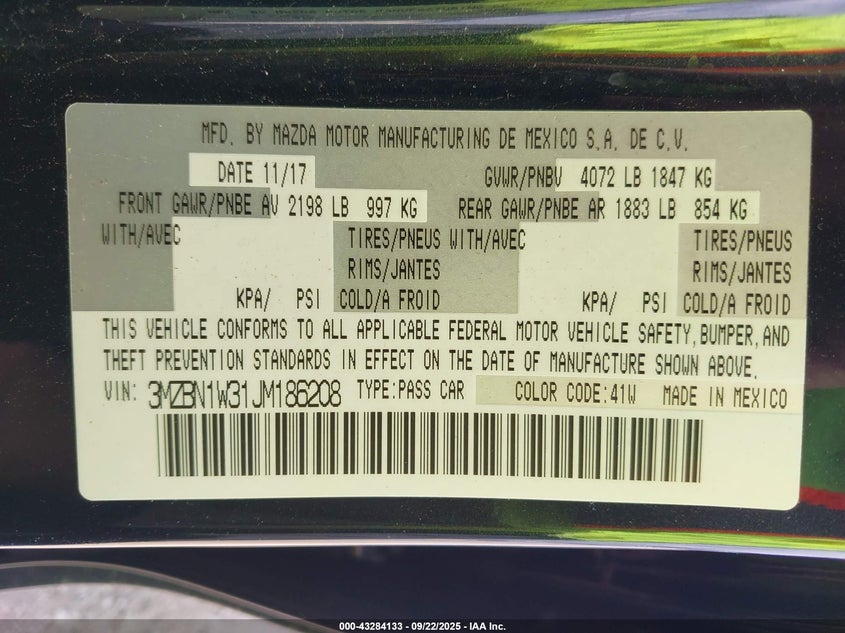 MFD. BY MAZDA MOTOR MANUFACTURING DE MEXICO S.A. DE C.V.
DATE 11/17 GVWR/PNBV 4072 LB 1847 KG
FRONT GAWR/PNBE AV 2198 LB 997 KG REAR GAWR/PNBE AR 1883 LB 854 KG
WITH/AVEC TIRES/PNEUS WITH/AVEC TIRES/PNEUS
RIMS/JANTES RIMS/JANTES
KPA/ PSI COLD/A FROID KPA/ PSI COLD/A FROID
THIS VEHICLE CONFORMS TO ALL APPLICABLE FEDERAL MOTOR VEHICLE SAFETY, BUMPER, AND
THEFT PREVENTION STANDARDS IN EFFECT ON THE DATE OF MANUFACTURE SHOWN ABOVE.
VIN: 3MZBN1W31JM186208 TYPE:PASS CAR COLOR CODE:41W MADE IN MEXICO
000-43284133 - 09/22/2025 - IAA Inc.